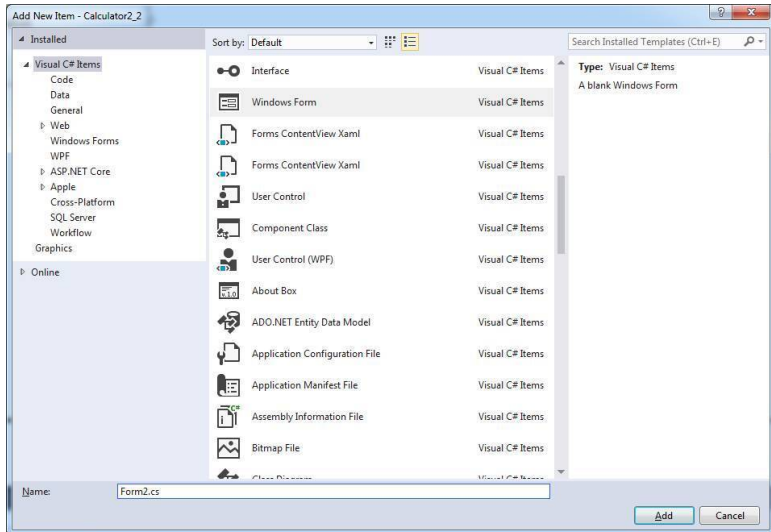 Add New Item - Calculator2_2
Installed
Sort by: Default
Search Installed Templates (Ctrl+E)
Visual C# Items
Code
Data
General
Web
Windows Forms
WPF
ASP.NET Core
Apple
Cross-Platform
SQL Server
Workflow
Graphics
Online
Interface Visual C# Items
Windows Form Visual C# Items
Forms ContentView Xaml Visual C# Items
Forms ContentView Xaml Visual C# Items
User Control Visual C# Items
Component Class Visual C# Items
User Control (WPF) Visual C# Items
About Box Visual C# Items
ADO.NET Entity Data Model Visual C# Items
Application Configuration File Visual C# Items
Application Manifest File Visual C# Items
Assembly Information File Visual C# Items
Bitmap File Visual C# Items
Class Diagram Visual C# Items
Type: Visual C# Items
A blank Windows Form
Name: Form2.cs
Add Cancel